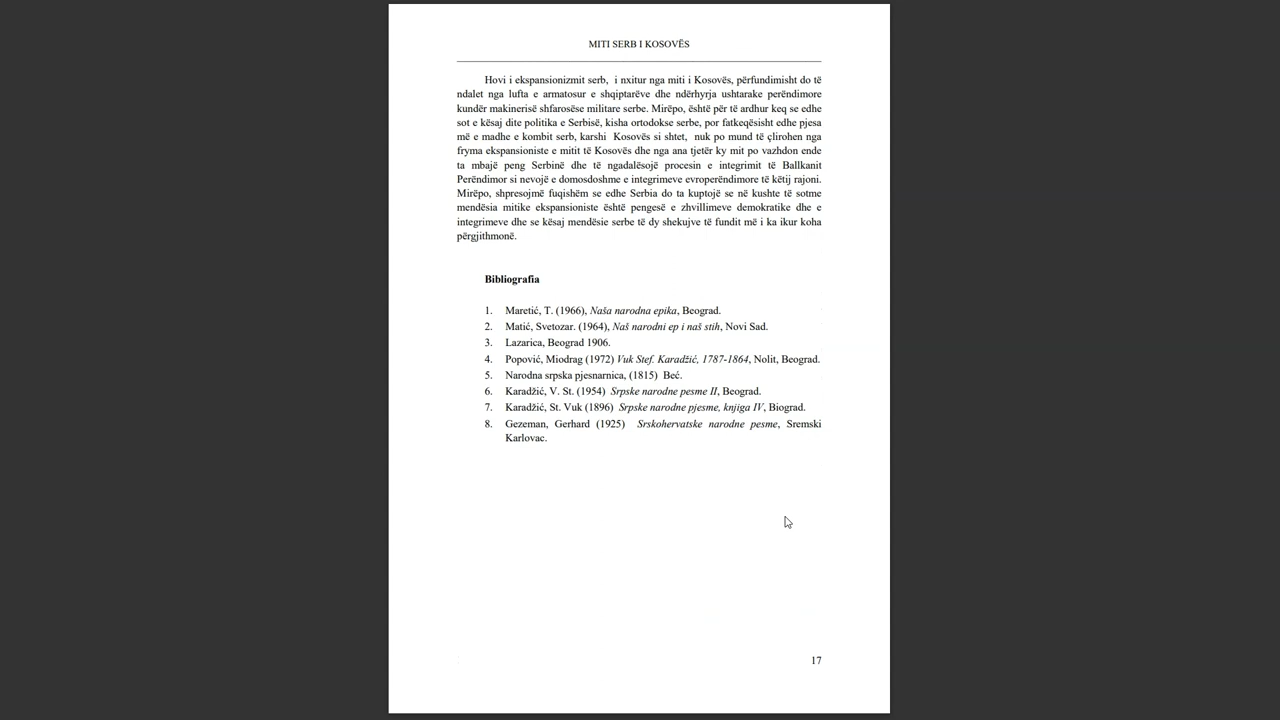 MITI SERB I KOSOVËS
Hovi i ekspansionizmit serb, i nxitur nga miti i Kosovës, përfundimisht do të
ndalet nga lufta e armatosur e shqiptarëve dhe ndërhyrja ushtarake perëndimore
kundër makinerisë shfarosëse militare serbe. Mirëpo, është për të ardhur keq se edhe
sot e kësaj dite politika e Serbisë, kisha ortodokse serbe, por fatkeqësisht edhe pjesa
më e madhe e kombit serb, karshi Kosovës si shtet, nuk po mund të çlirohen nga
fryma ekspansioniste e mitit të Kosovës dhe nga ana tjetër ky mit po vazhdon ende
ta mbajë peng Serbinë dhe të ngadalësojë procesin e integrimit të Ballkanit
Perëndimor si nevojë e domosdoshme e integrimeve evroperëndimore të këtij rajoni.
Mirëpo, shpresojmë fuqishëm se edhe Serbia do ta kuptojë se në kushte të sotme
mendësia mitike ekspansioniste është pengesë e zhvillimeve demokratike dhe e
integrimeve dhe se kësaj mendësie serbe të dy shekujve të fundit më i ka ikur koha
përgjithmonë.
Bibliografia
1. Maretić, T. (1966), Naša narodna epika, Beograd.
2. Matić, Svetozar. (1964), Naš narodni ep i naš stih, Novi Sad.
3. Lazarica, Beograd 1906.
4. Popović, Miodrag (1972) Vuk Stef. Karadžić, 1787-1864, Nolit, Beograd.
5. Narodna srpska pjesnarnica, (1815) Beć.
6. Karadžić, V. St. (1954) Srpske narodne pesme II, Beograd.
7. Karadžić, St. Vuk (1896) Srpske narodne pjesme, knjiga IV, Biograd.
8. Gezeman, Gerhard (1925) Srskohervatske narodne pesme, Sremski
Karlovac.
17